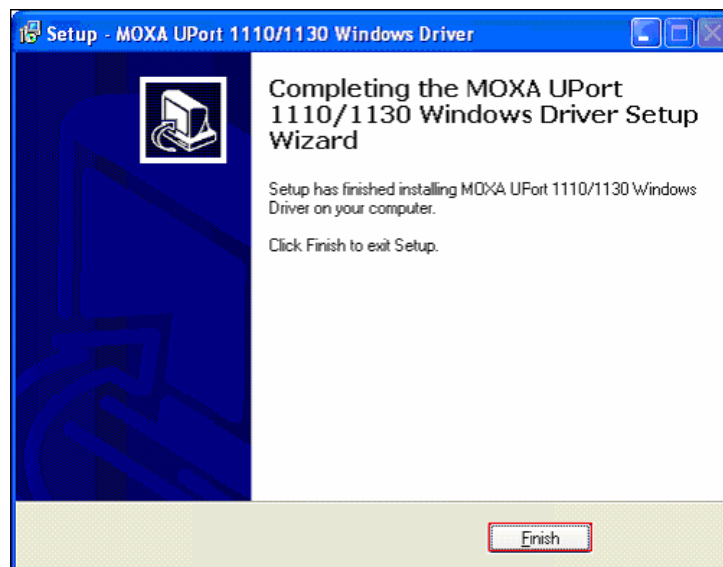 Setup - MOXA UPort 1110/1130 Windows Driver
Completing the MOXA UPort
1110/1130 Windows Driver Setup
Wizard
Setup has finished installing MOXA UFort 1110/1130 Windows
Driver on your computer.
Click Finish to exit Setup.
Finish